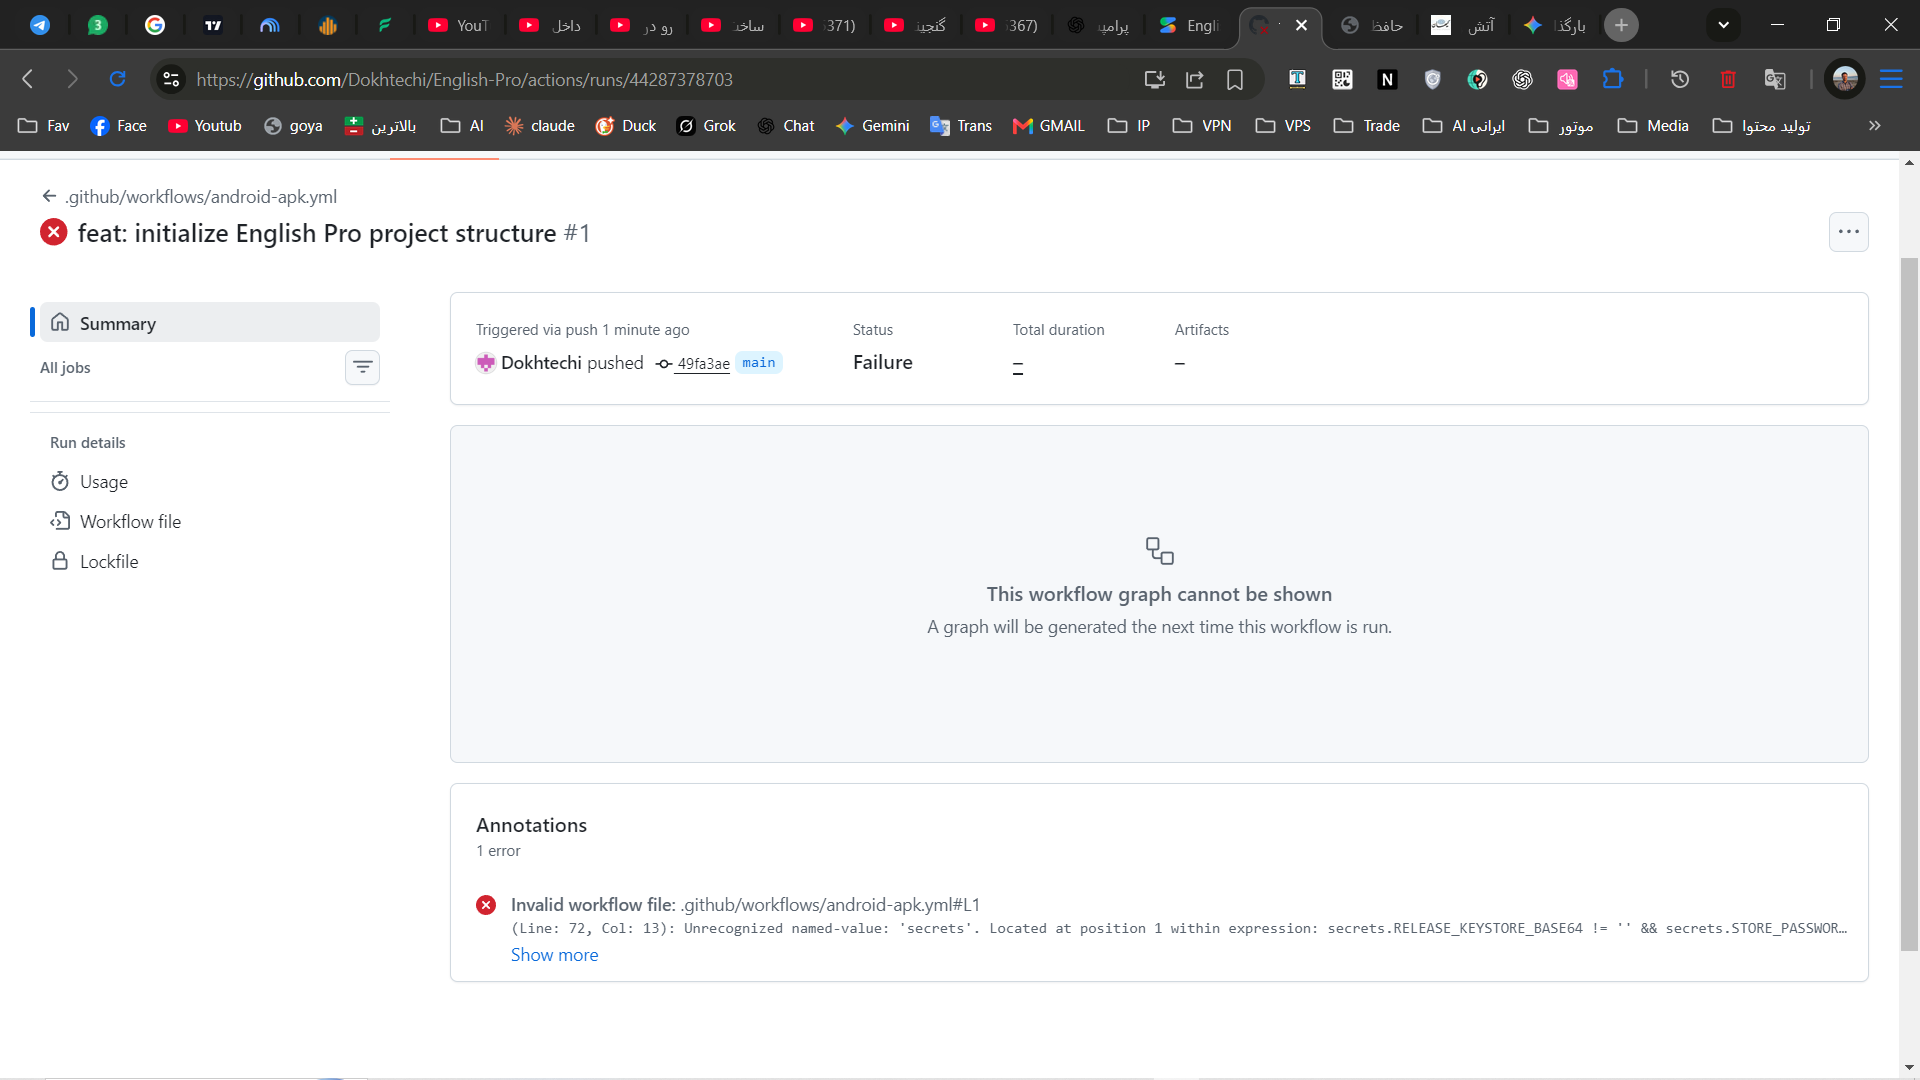 3
YouT
داخل
رو در
ساخت
371)
گنجین
367)
پرامپ
Engli
حافظ
آتش
بارگذا
https://github.com/Dokhtechi/English-Pro/actions/runs/44287378703
Fav
Face
Youtub
goya
بالاترین
AI
claude
Duck
Grok
Chat
Gemini
Trans
GMAIL
IP
VPN
VPS
Trade
ایرانی AI
موتور
Media
تولید محتوا
.github/workflows/android-apk.yml
feat: initialize English Pro project structure #1
Summary
All jobs
Run details
Usage
Workflow file
Lockfile
Triggered via push 1 minute ago
Dokhtechi pushed 49fa3ae main
Status
Failure
Total duration
–
Artifacts
–
This workflow graph cannot be shown
A graph will be generated the next time this workflow is run.
Annotations
1 error
Invalid workflow file: .github/workflows/android-apk.yml#L1
(Line: 72, Col: 13): Unrecognized named-value: 'secrets'. Located at position 1 within expression: secrets.RELEASE_KEYSTORE_BASE64 != '' && secrets.STORE_PASSWOR…
Show more